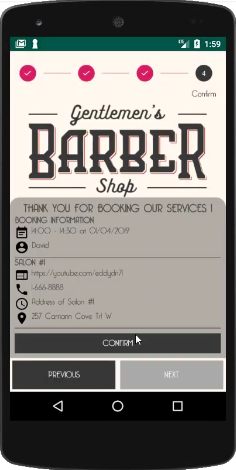 1:59
4
Confirm
Gentlemen's
BARBER
Shop
THANK YOU FOR BOOKING OUR SERVICES !
BOOKING INFORMATION
14:00 - 14:30 at 01/04/2019
David
SALON #1
https://youtube.com/eddydn71
1-666-8888
Address of Salon #1
257 Carriann Cove Trl W
CONFIRM
PREVIOUS
NEXT